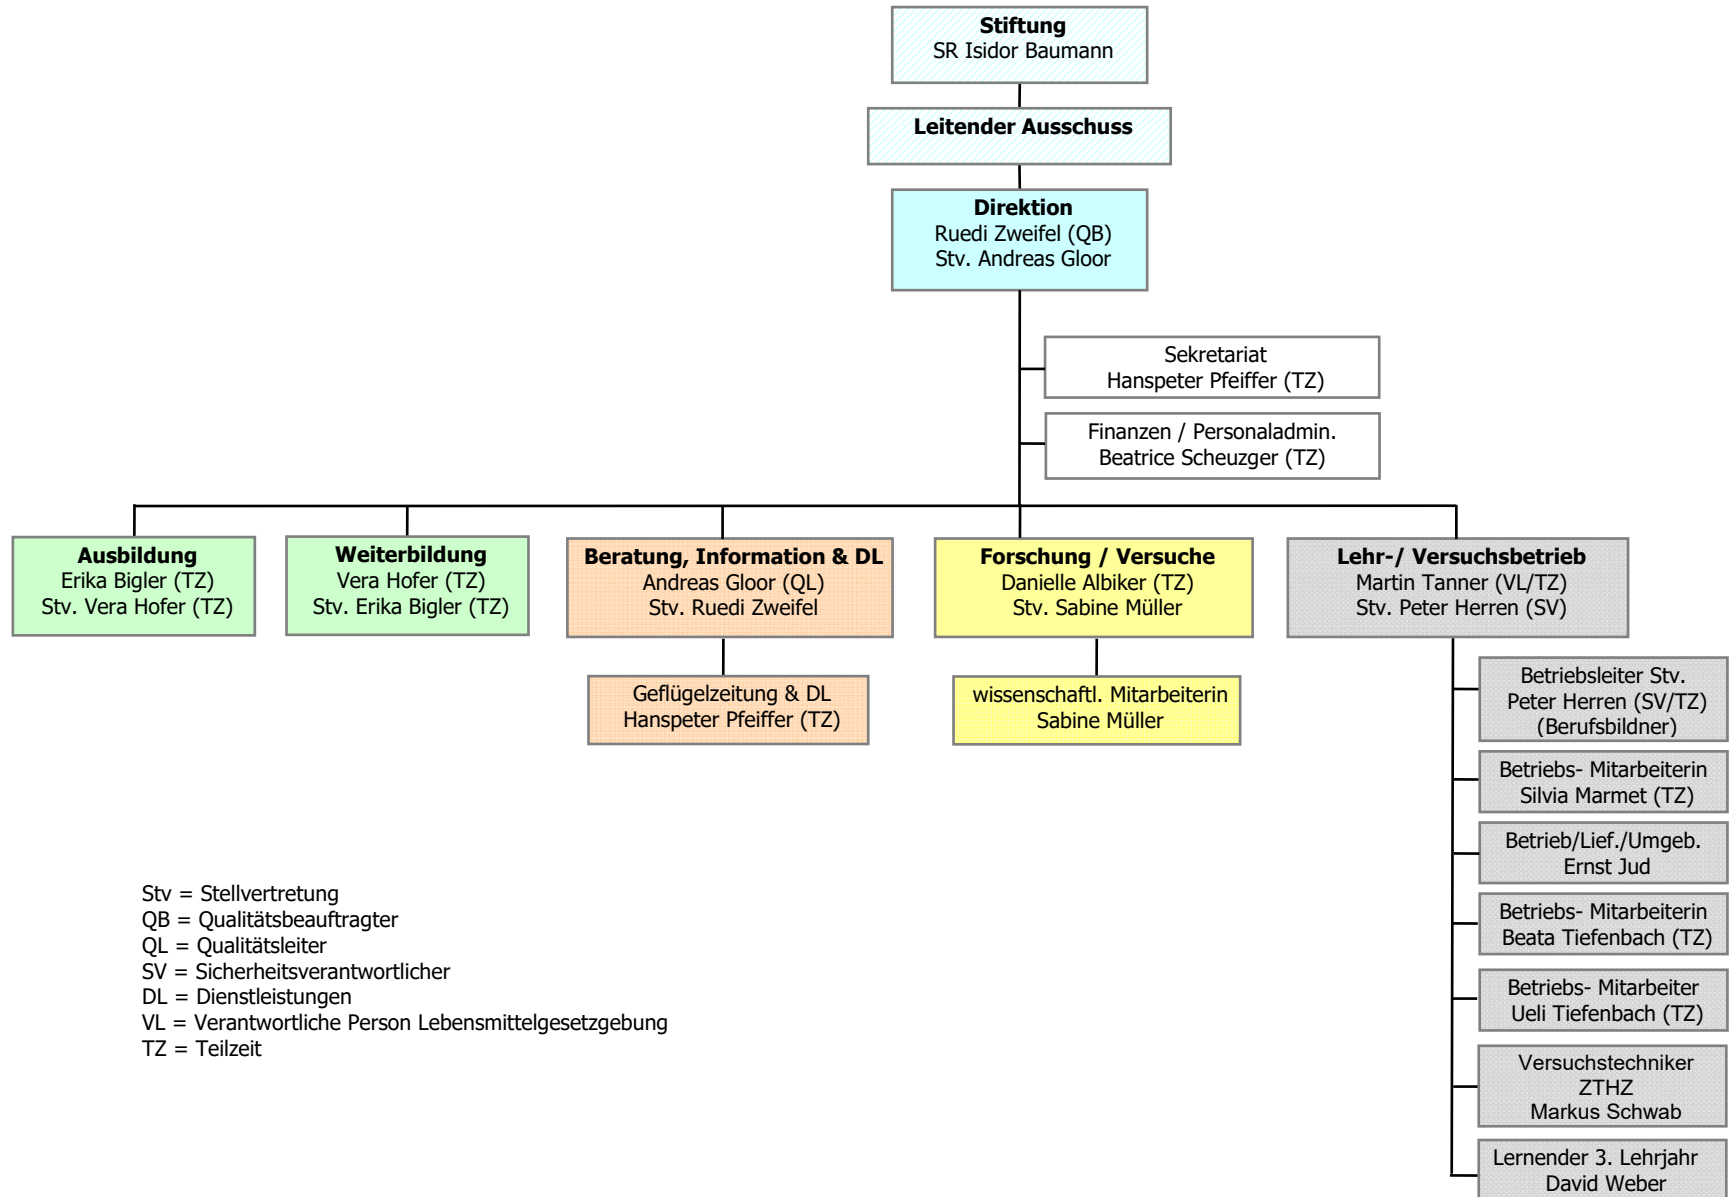 Stiftung
SR Isidor Baumann
Leitender Ausschuss
Direktion
Ruedi Zweifel (QB)
Stv. Andreas Gloor
Sekretariat
Hanspeter Pfeiffer (TZ)
Finanzen / Personaladmin.
Beatrice Scheuzger (TZ)
Ausbildung
Erika Bigler (TZ)
Stv. Vera Hofer (TZ)
Weiterbildung
Vera Hofer (TZ)
Stv. Erika Bigler (TZ)
Beratung, Information & DL
Andreas Gloor (QL)
Stv. Ruedi Zweifel
Forschung / Versuche
Danielle Albiker (TZ)
Stv. Sabine Müller
Lehr-/ Versuchsbetrieb
Martin Tanner (VL/TZ)
Stv. Peter Herren (SV)
Geflügelzeitung & DL
Hanspeter Pfeiffer (TZ)
wissenschaftl. Mitarbeiterin
Sabine Müller
Betriebsleiter Stv.
Peter Herren (SV/TZ)
(Berufsbildner)
Betriebs- Mitarbeiterin
Silvia Marmet (TZ)
Betrieb/Lief./Umgeb.
Ernst Jud
Betriebs- Mitarbeiterin
Beata Tiefenbach (TZ)
Betriebs- Mitarbeiter
Ueli Tiefenbach (TZ)
Versuchstechniker
ZTHZ
Markus Schwab
Lernender 3. Lehrjahr
David Weber
Stv = Stellvertretung
QB = Qualitätsbeauftragter
QL = Qualitätsleiter
SV = Sicherheitsverantwortlicher
DL = Dienstleistungen
VL = Verantwortliche Person Lebensmittelgesetzgebung
TZ = Teilzeit